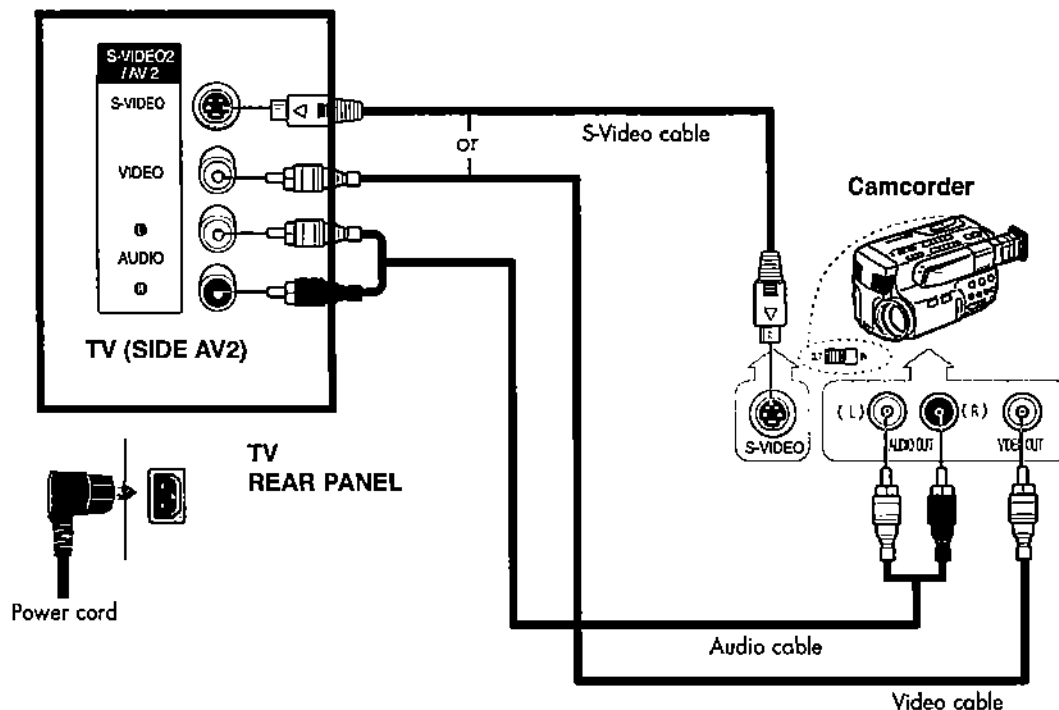 S-VIDEO2
/ AV 2
S-VIDEO
VIDEO
L
AUDIO
R
TV (SIDE AV2)
or
S-Video cable
Camcorder
S-VIDEO
(L)
(R)
AUDIO OUT
VIDEO OUT
TV
REAR PANEL
Power cord
Audio cable
Video cable